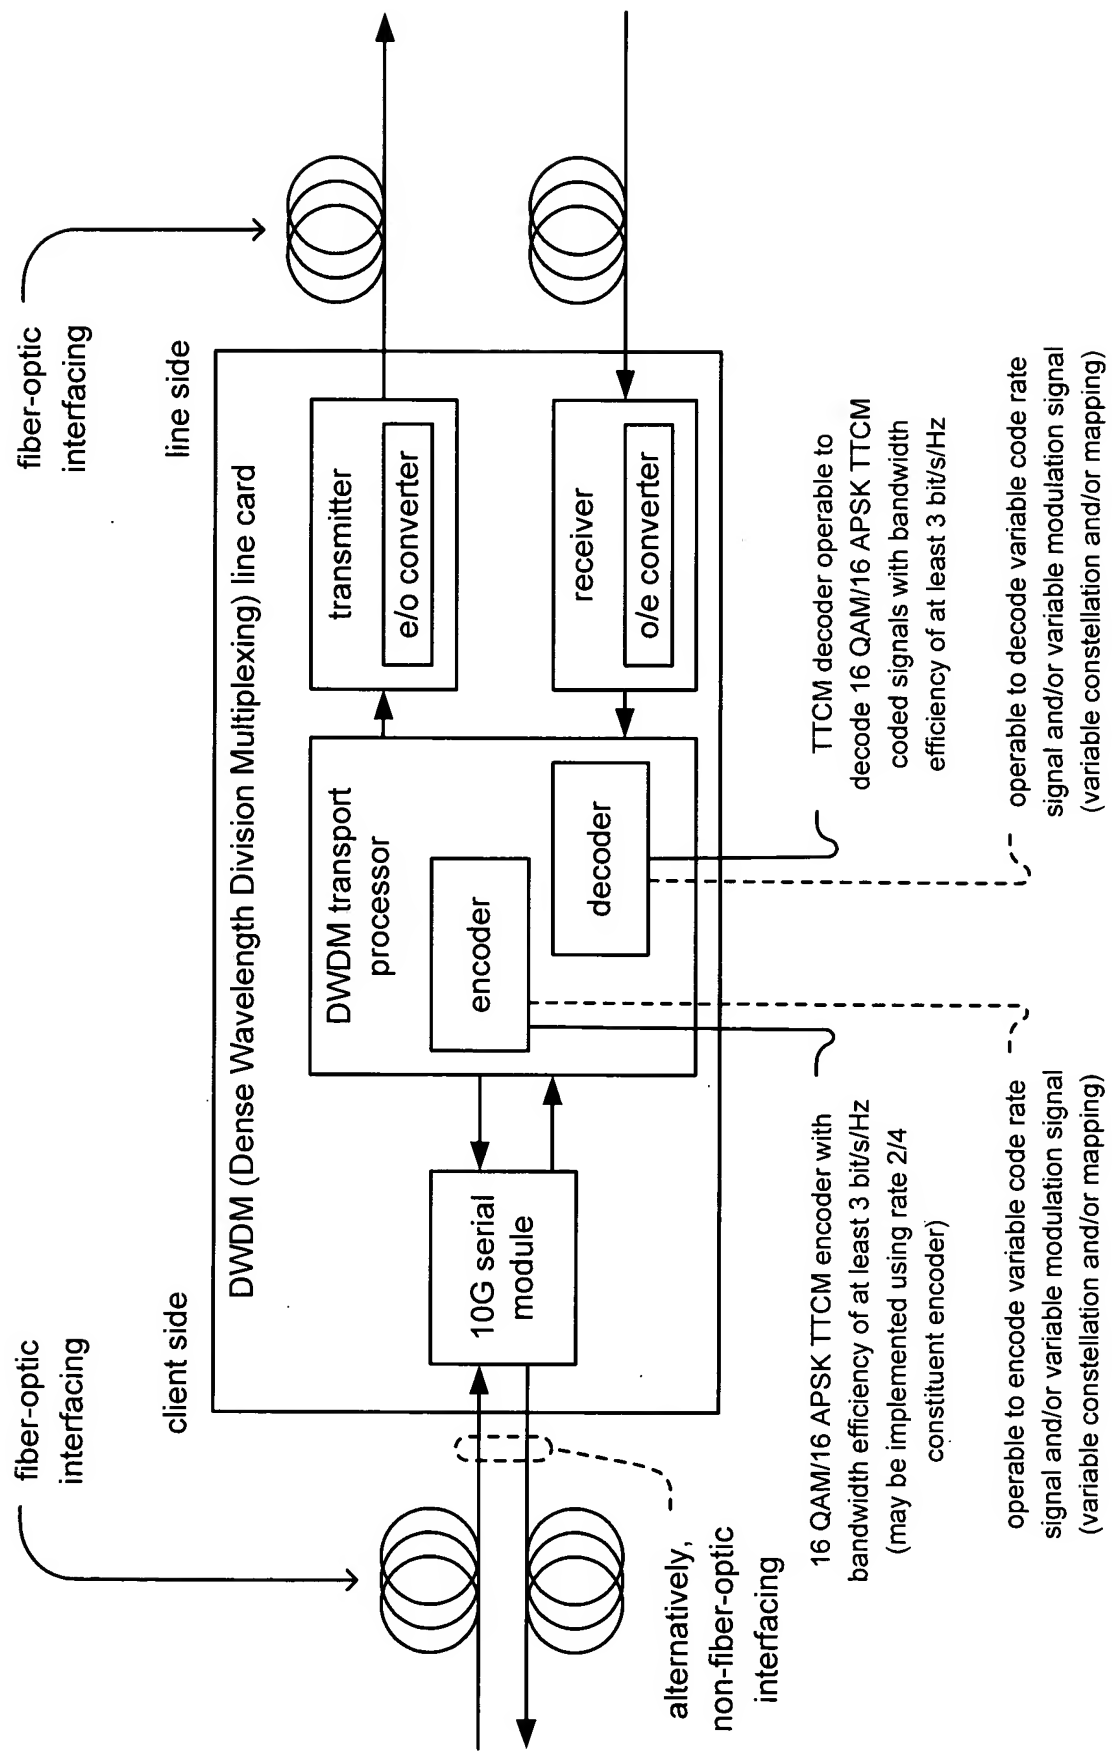 fiber-optic
interfacing
client side
line side
fiber-optic
interfacing
DWDM (Dense Wavelength Division Multiplexing) line card
10G serial
module
DWDM transport
processor
encoder
decoder
transmitter
e/o converter
receiver
o/e converter
alternatively,
non-fiber-optic
interfacing
16 QAM/16 APSK TTCM encoder with
bandwidth efficiency of at least 3 bit/s/Hz
(may be implemented using rate 2/4
constituent encoder)
TTCM decoder operable to
decode 16 QAM/16 APSK TTCM
coded signals with bandwidth
efficiency of at least 3 bit/s/Hz
operable to encode variable code rate
signal and/or variable modulation signal
(variable constellation and/or mapping)
operable to decode variable code rate
signal and/or variable modulation signal
(variable constellation and/or mapping)